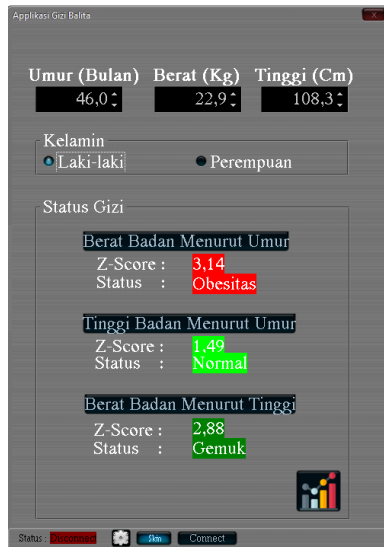 Applikasi Gizi Balita
X
Umur (Bulan) Berat (Kg) Tinggi (Cm)
46,0 22,9 108,3
Kelamin
Laki-laki Perempuan
Status Gizi
Berat Badan Menurut Umur
Z-Score : 3,14
Status : Obesitas
Tinggi Badan Menurut Umur
Z-Score : 1,49
Status : Normal
Berat Badan Menurut Tinggi
Z-Score : 2,88
Status : Gemuk
Status : Disconnect Skin Connect